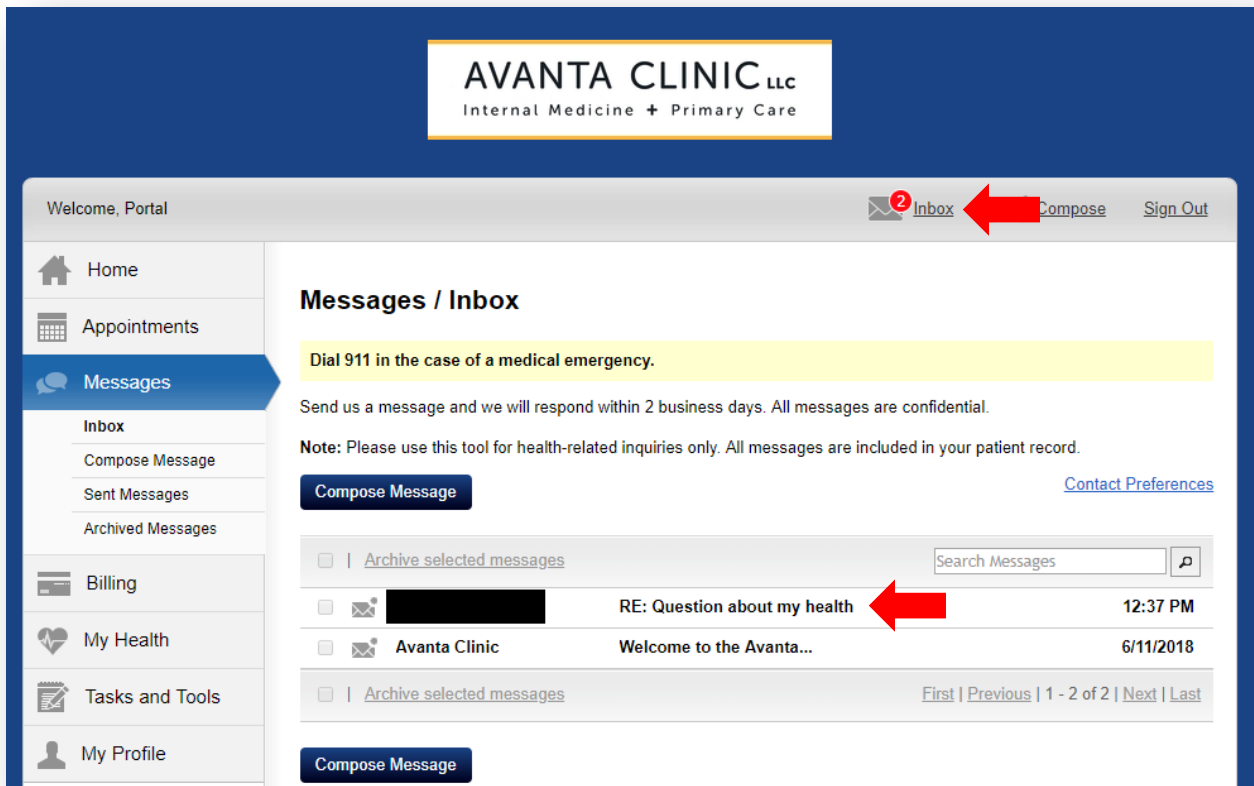 AVANTA CLINIC LLC
Internal Medicine + Primary Care
Welcome, Portal
2 Inbox Compose Sign Out
Home
Appointments
Messages
Inbox
Compose Message
Sent Messages
Archived Messages
Billing
My Health
Tasks and Tools
My Profile
Messages / Inbox
Dial 911 in the case of a medical emergency.
Send us a message and we will respond within 2 business days. All messages are confidential.
Note: Please use this tool for health-related inquiries only. All messages are included in your patient record.
Compose Message Contact Preferences
| Archive selected messages Search Messages
RE: Question about my health 12:37 PM
Avanta Clinic Welcome to the Avanta... 6/11/2018
| Archive selected messages First | Previous | 1 - 2 of 2 | Next | Last
Compose Message